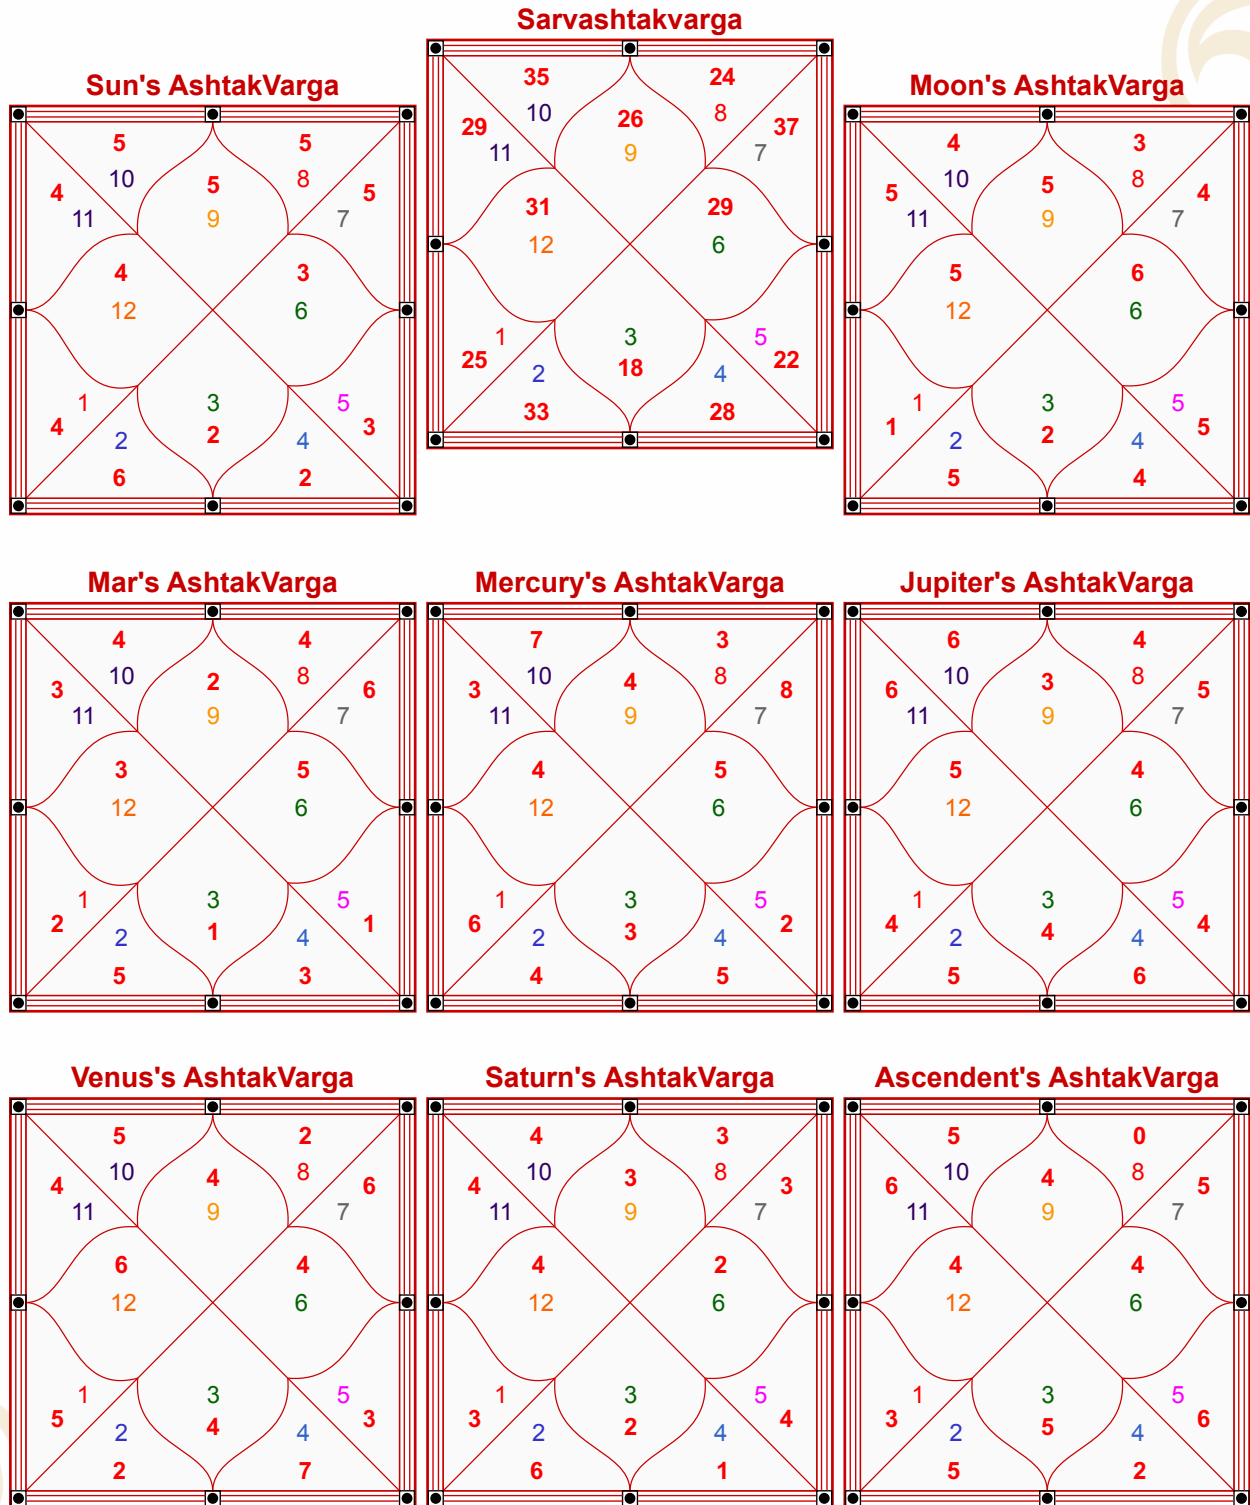 Sarvashtakvarga
35 24
10 26 8
29 37
11 9 7
31 29
12 6
1 3 5
25 18 22
2 4
33 28
Sun's AshtakVarga
5 5
10 5 8
4 5
11 9 7
4 3
12 6
1 3 5
4 2 3
2 4
6 2
Moon's AshtakVarga
4 3
10 5 8
5 4
11 9 7
5 6
12 6
1 3 5
1 2 5
2 4
5 4
Mar's AshtakVarga
4 4
10 2 8
3 6
11 9 7
3 5
12 6
1 3 5
2 1 1
2 4
5 3
Mercury's AshtakVarga
7 3
10 4 8
3 8
11 9 7
4 5
12 6
1 3 5
6 3 2
2 4
4 5
Jupiter's AshtakVarga
6 4
10 3 8
6 5
11 9 7
5 4
12 6
1 3 5
4 4 4
2 4
5 6
Venus's AshtakVarga
5 2
10 4 8
4 6
11 9 7
6 4
12 6
1 3 5
5 4 3
2 4
2 7
Saturn's AshtakVarga
4 3
10 3 8
4 3
11 9 7
4 2
12 6
1 3 5
3 2 4
2 4
6 1
Ascendent's AshtakVarga
5 0
10 4 8
6 5
11 9 7
4 4
12 6
1 3 5
3 5 6
2 4
5 2